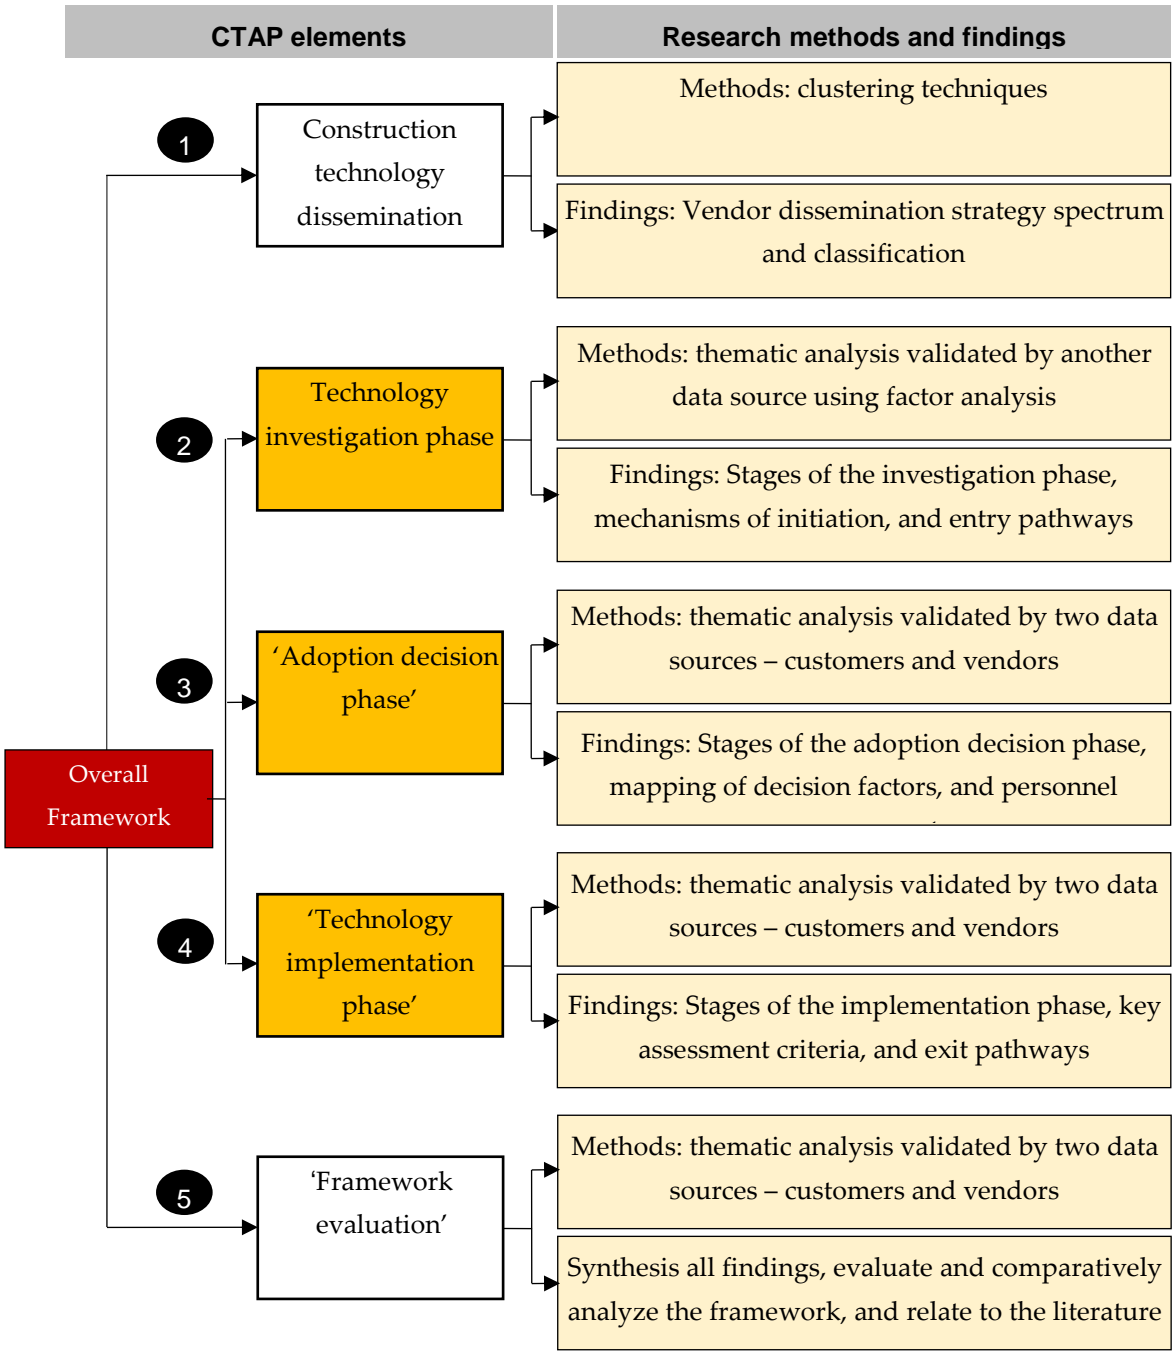 CTAP elements
Research methods and findings
1
Construction
technology
dissemination
Methods: clustering techniques
Findings: Vendor dissemination strategy spectrum
and classification
2
Technology
investigation phase
Methods: thematic analysis validated by another
data source using factor analysis
Findings: Stages of the investigation phase,
mechanisms of initiation, and entry pathways
3
‘Adoption decision
phase’
Methods: thematic analysis validated by two data
sources – customers and vendors
Findings: Stages of the adoption decision phase,
mapping of decision factors, and personnel
Overall
Framework
4
‘Technology
implementation
phase’
Methods: thematic analysis validated by two data
sources – customers and vendors
Findings: Stages of the implementation phase, key
assessment criteria, and exit pathways
5
‘Framework
evaluation’
Methods: thematic analysis validated by two data
sources – customers and vendors
Synthesis all findings, evaluate and comparatively
analyze the framework, and relate to the literature